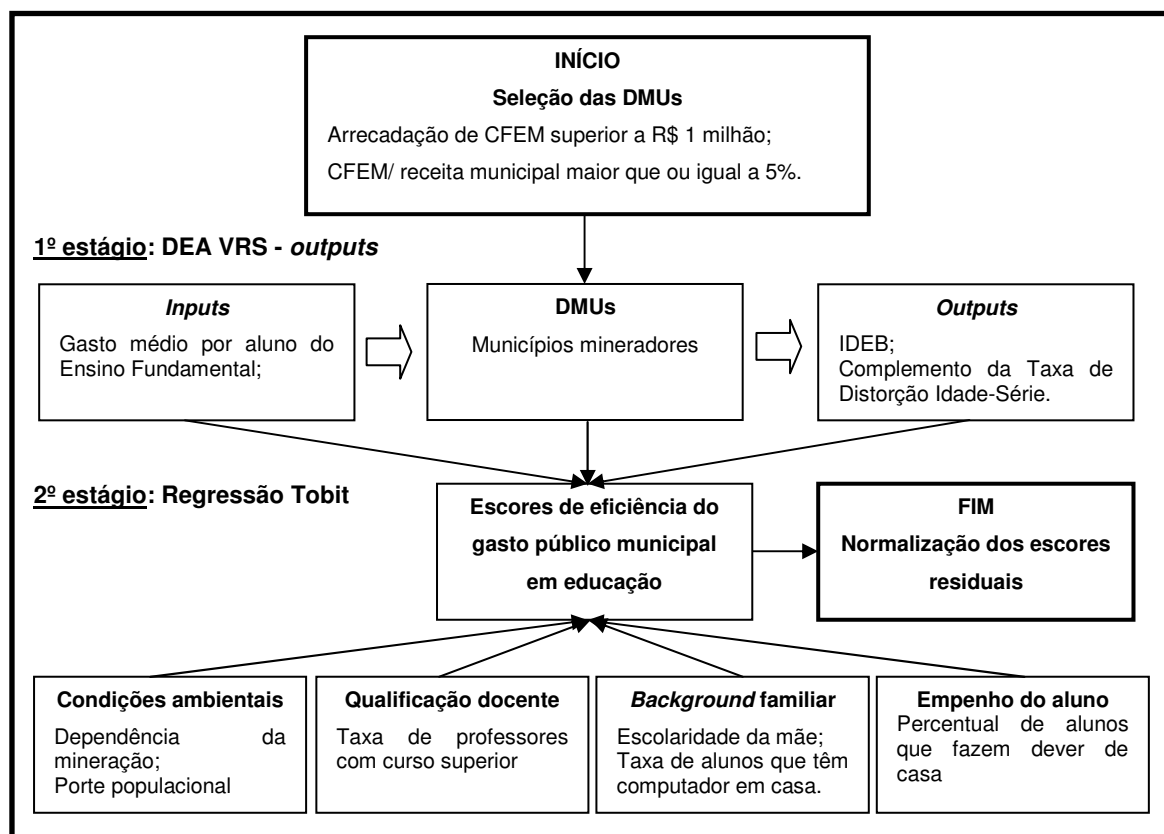 INÍCIO
Seleção das DMUs
Arrecadação de CFEM superior a R$ 1 milhão;
CFEM/ receita municipal maior que ou igual a 5%.
1º estágio: DEA VRS - outputs
Inputs
Gasto médio por aluno do
Ensino Fundamental;
DMUs
Municípios mineradores
Outputs
IDEB;
Complemento da Taxa de
Distorção Idade-Série.
2º estágio: Regressão Tobit
Escores de eficiência do
gasto público municipal
em educação
FIM
Normalização dos escores
residuais
Condições ambientais
Dependência da
mineração;
Porte populacional
Qualificação docente
Taxa de professores
com curso superior
Background familiar
Escolaridade da mãe;
Taxa de alunos que têm
computador em casa.
Empenho do aluno
Percentual de alunos
que fazem dever de
casa